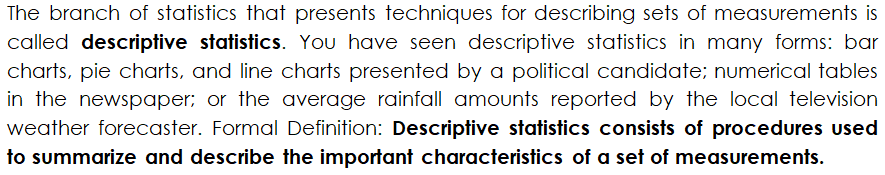 The branch of statistics that presents techniques for describing sets of measurements is
called descriptive statistics. You have seen descriptive statistics in many forms: bar
charts, pie charts, and line charts presented by a political candidate; numerical tables
in the newspaper; or the average rainfall amounts reported by the local television
weather forecaster. Formal Definition: Descriptive statistics consists of procedures used
to summarize and describe the important characteristics of a set of measurements.